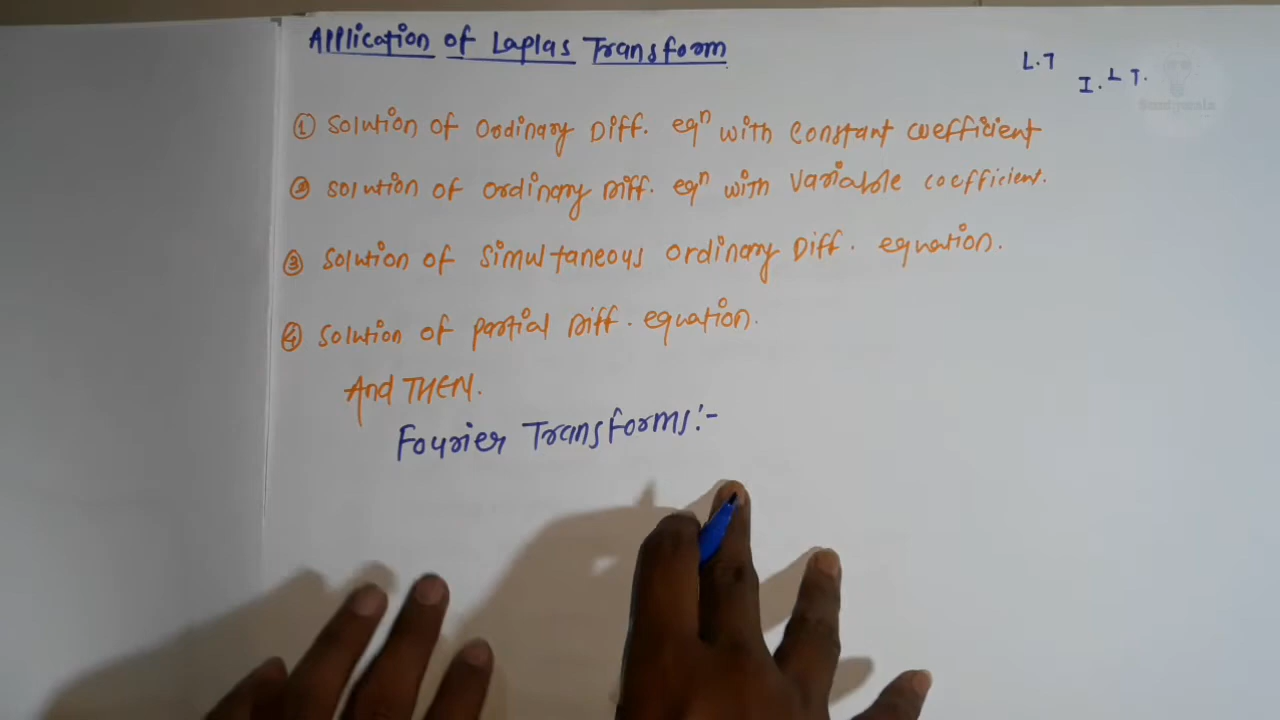 Application of Laplas Transform
L.T
I.L T.
① Solution of Ordinary Diff. eqⁿ with Constant coefficient
② Solution of ordinary Diff. eqⁿ with Variable coefficient.
③ Solution of Simultaneous Ordinary Diff. equation.
④ Solution of partial Diff. equation.
And THEN.
Fourier Transforms:-